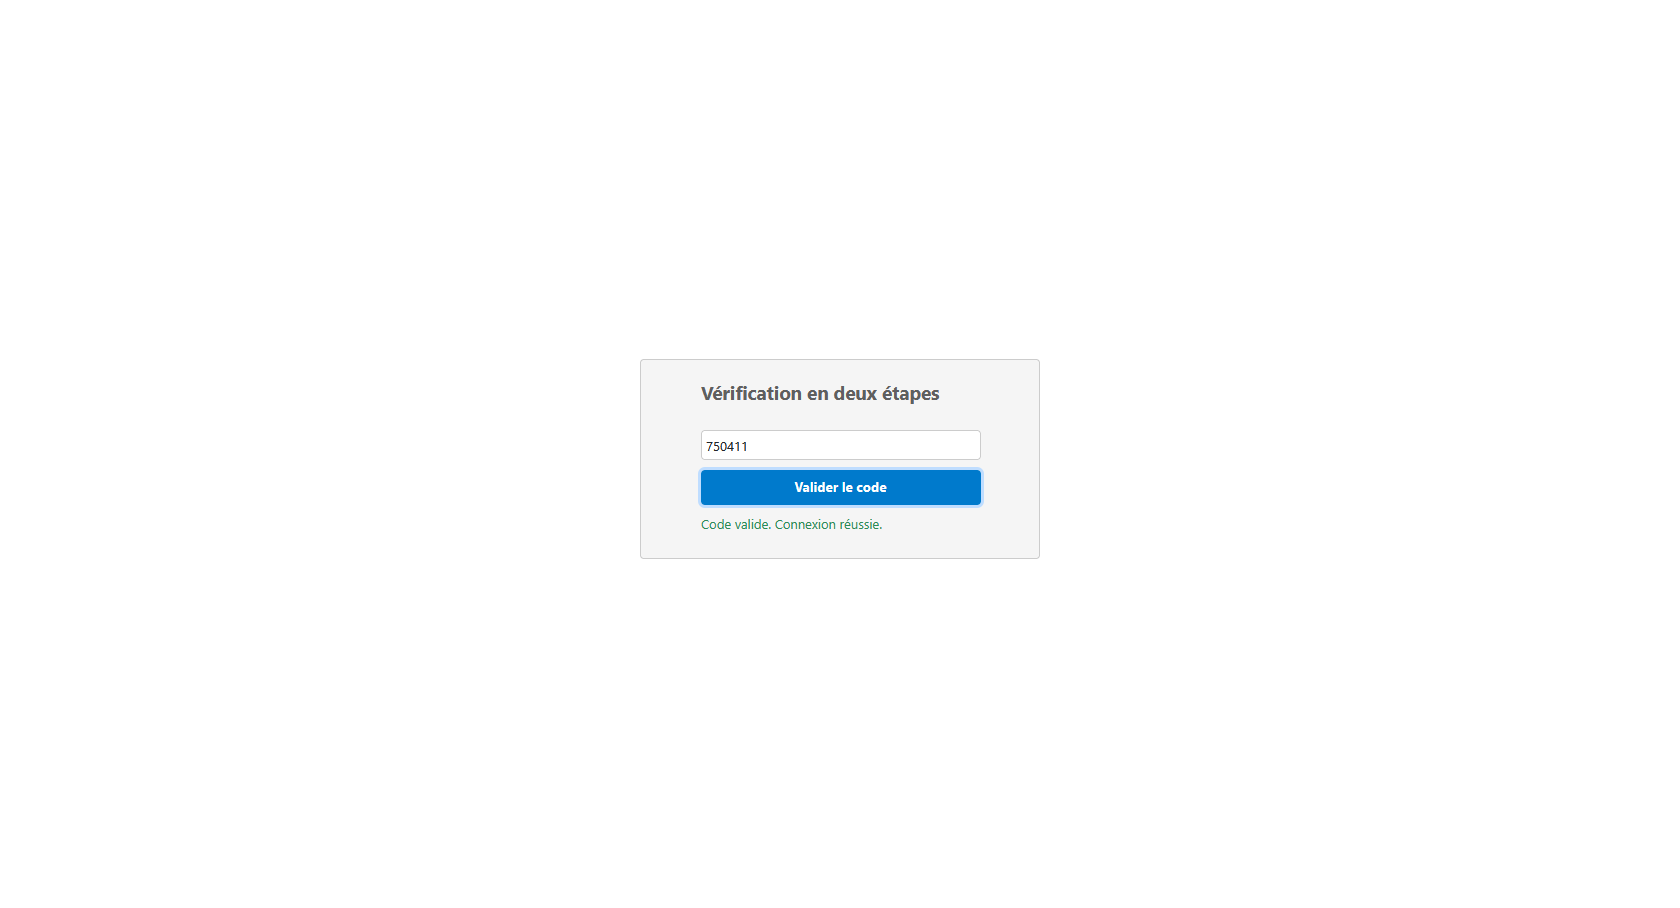 Vérification en deux étapes
750411
Valider le code
Code valide. Connexion réussie.